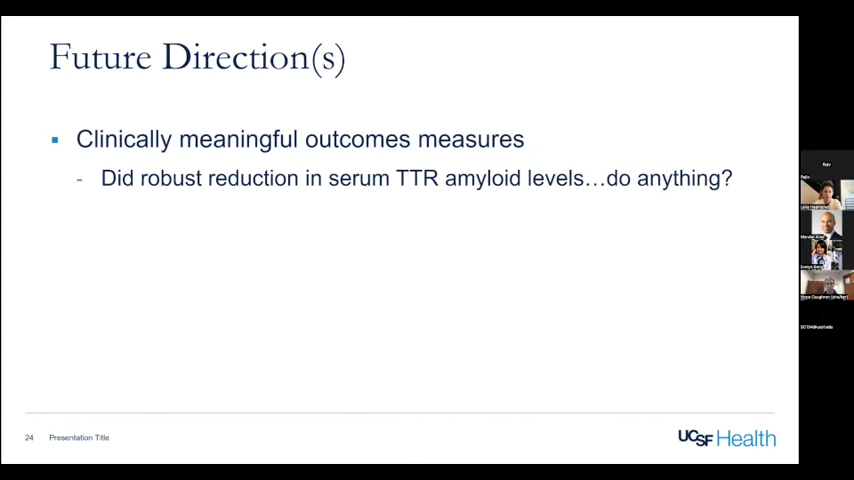 Future Direction(s)
Clinically meaningful outcomes measures
- Did robust reduction in serum TTR amyloid levels…do anything?
24 Presentation Title
UCSF Health